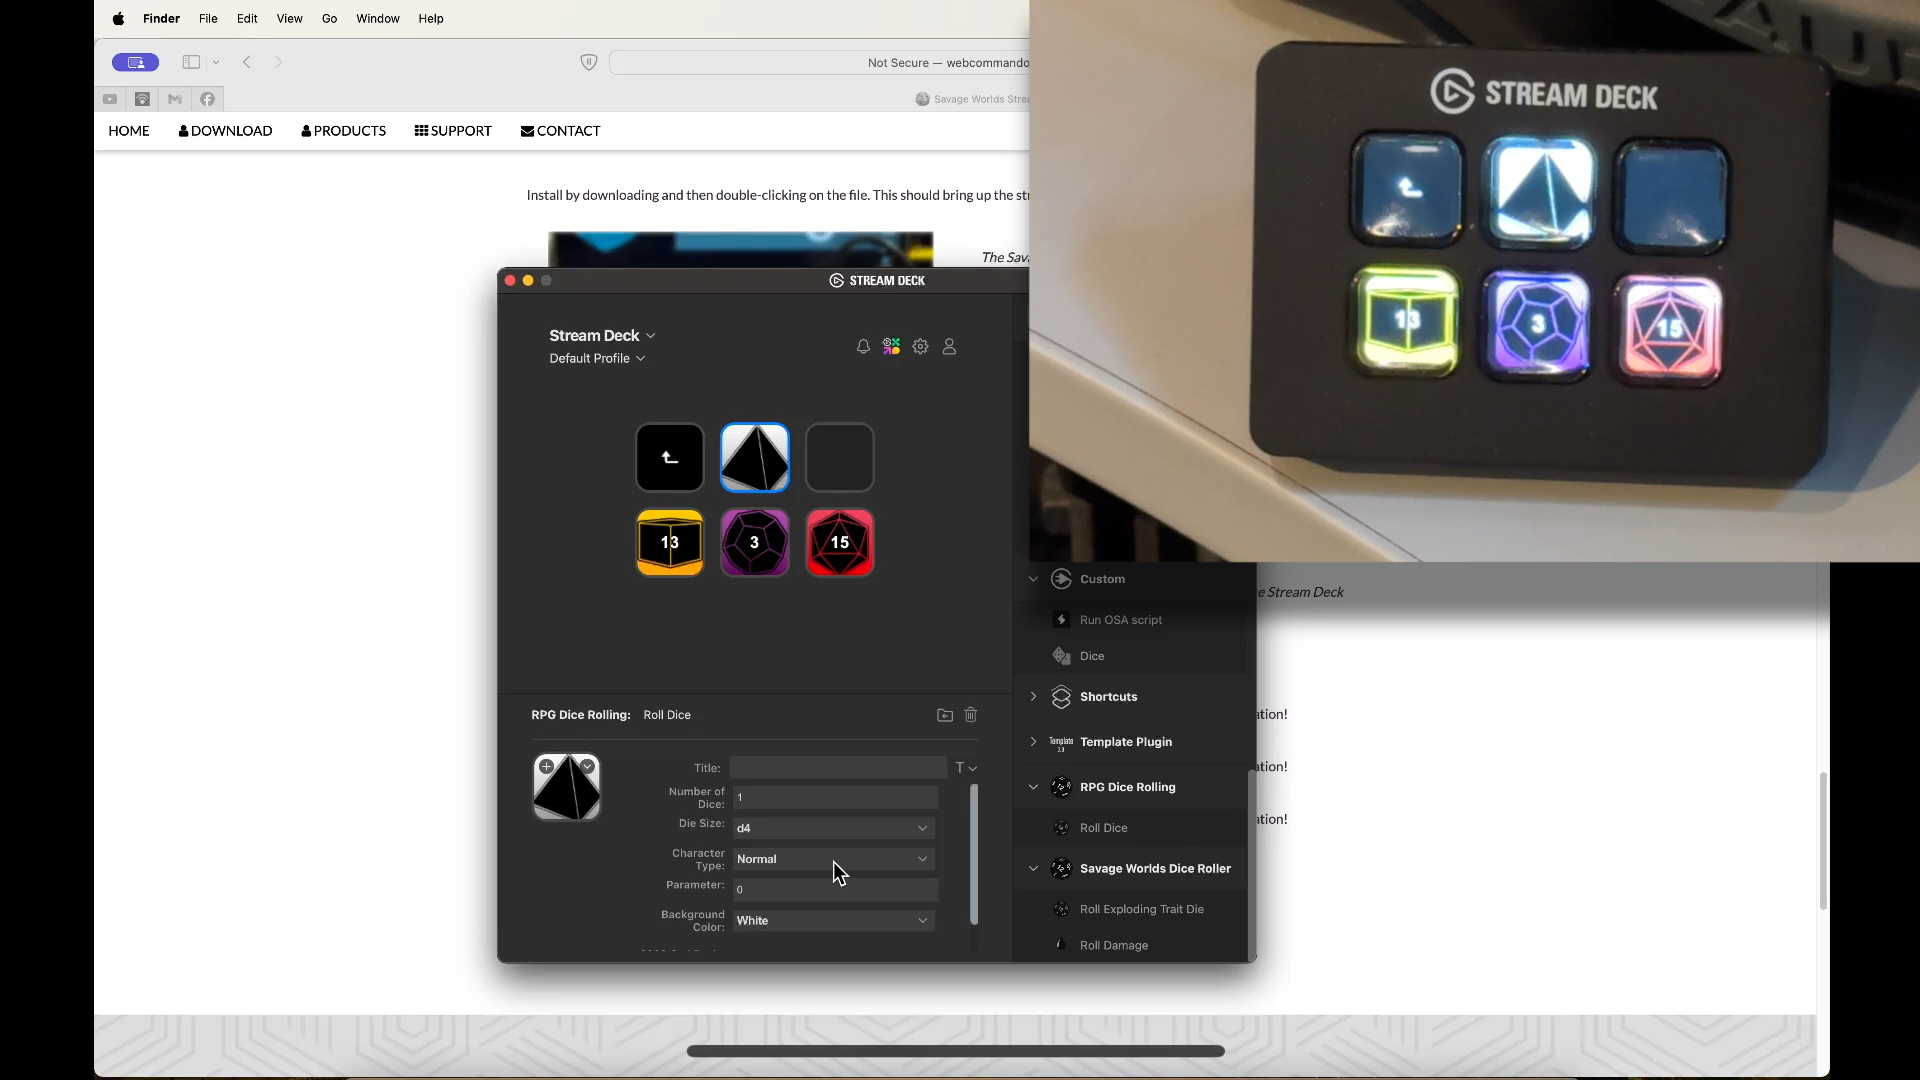 Finder File Edit View Go Window Help
Not Secure — webcommando
Savage Worlds Strea
HOME DOWNLOAD PRODUCTS SUPPORT CONTACT
Install by downloading and then double-clicking on the file. This should bring up the str
The Sava
STREAM DECK
13 3 15
STREAM DECK
Stream Deck
Default Profile
13 3 15
RPG Dice Rolling: Roll Dice
Title:
Number of
Dice: 1
Die Size: d4
Character
Type: Normal
Parameter: 0
Background
Color: White
Custom
Run OSA script
Dice
Shortcuts
Template
2.0
Template Plugin
RPG Dice Rolling
Roll Dice
Savage Worlds Dice Roller
Roll Exploding Trait Die
Roll Damage
e Stream Deck
ation!
ation!
ation!